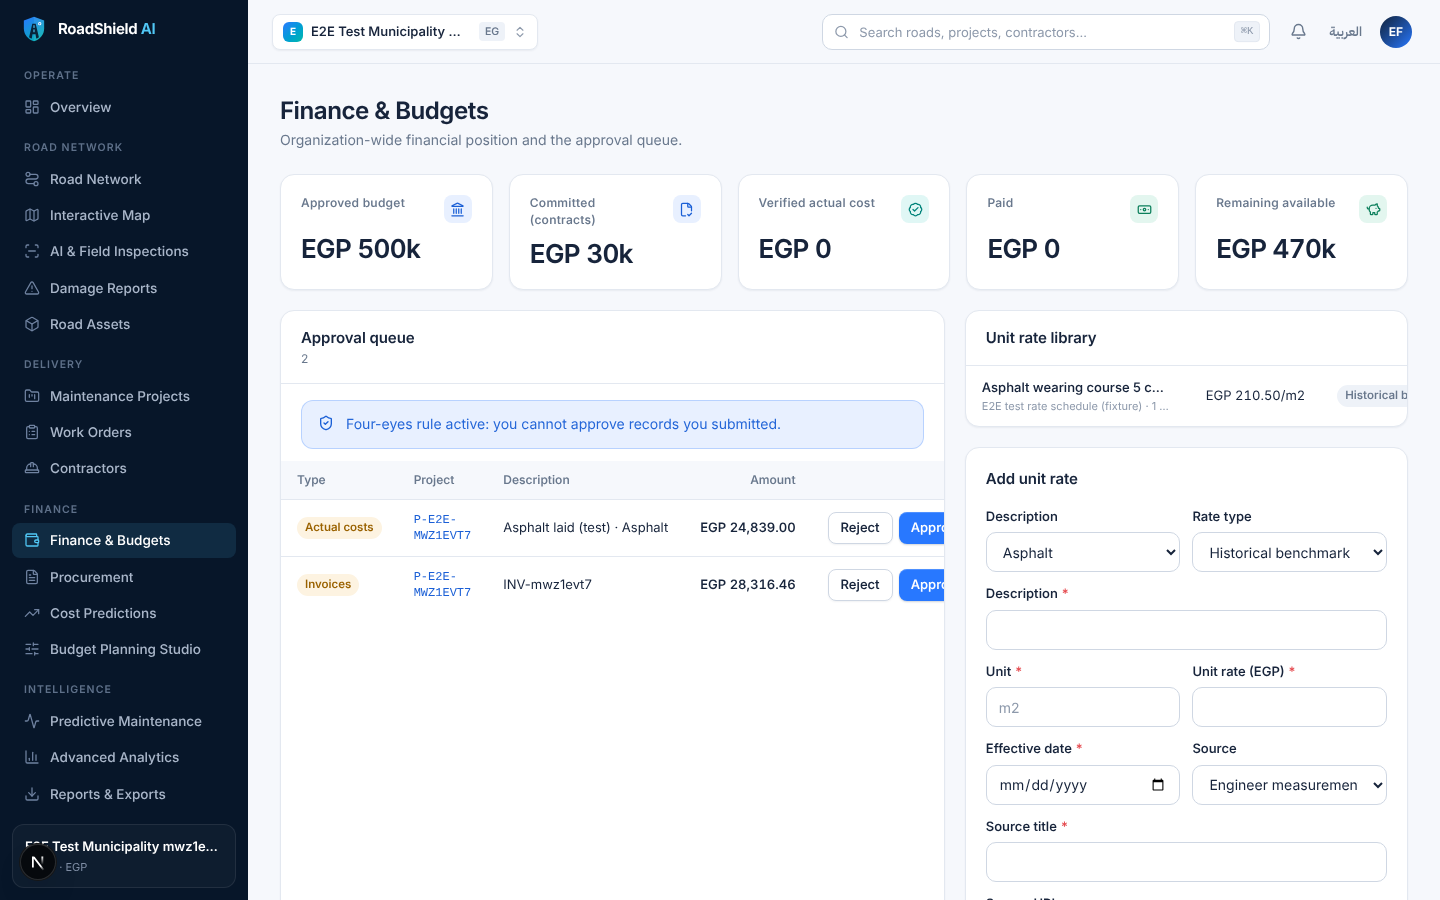 RoadShield AI
OPERATE
Overview
ROAD NETWORK
Road Network
Interactive Map
AI & Field Inspections
Damage Reports
Road Assets
DELIVERY
Maintenance Projects
Work Orders
Contractors
FINANCE
Finance & Budgets
Procurement
Cost Predictions
Budget Planning Studio
INTELLIGENCE
Predictive Maintenance
Advanced Analytics
Reports & Exports
Test Municipality mwz1e...
N · EGP
E E2E Test Municipality ... EG
Search roads, projects, contractors... ⌘K
العربية
EF
Finance & Budgets
Organization-wide financial position and the approval queue.
Approved budget
EGP 500k
Committed
(contracts)
EGP 30k
Verified actual cost
EGP 0
Paid
EGP 0
Remaining available
EGP 470k
Approval queue
2
Four-eyes rule active: you cannot approve records you submitted.
Type Project Description Amount
Actual costs P-E2E-
MWZ1EVT7 Asphalt laid (test) · Asphalt EGP 24,839.00 Reject Appro
Invoices P-E2E-
MWZ1EVT7 INV-mwz1evt7 EGP 28,316.46 Reject Appro
Unit rate library
Asphalt wearing course 5 c...
E2E test rate schedule (fixture) · 1 ...
EGP 210.50/m2
Historical b
Add unit rate
Description Rate type
Asphalt Historical benchmark
Description *
Unit * Unit rate (EGP) *
m2
Effective date * Source
mm/dd/yyyy Engineer measuremen
Source title *